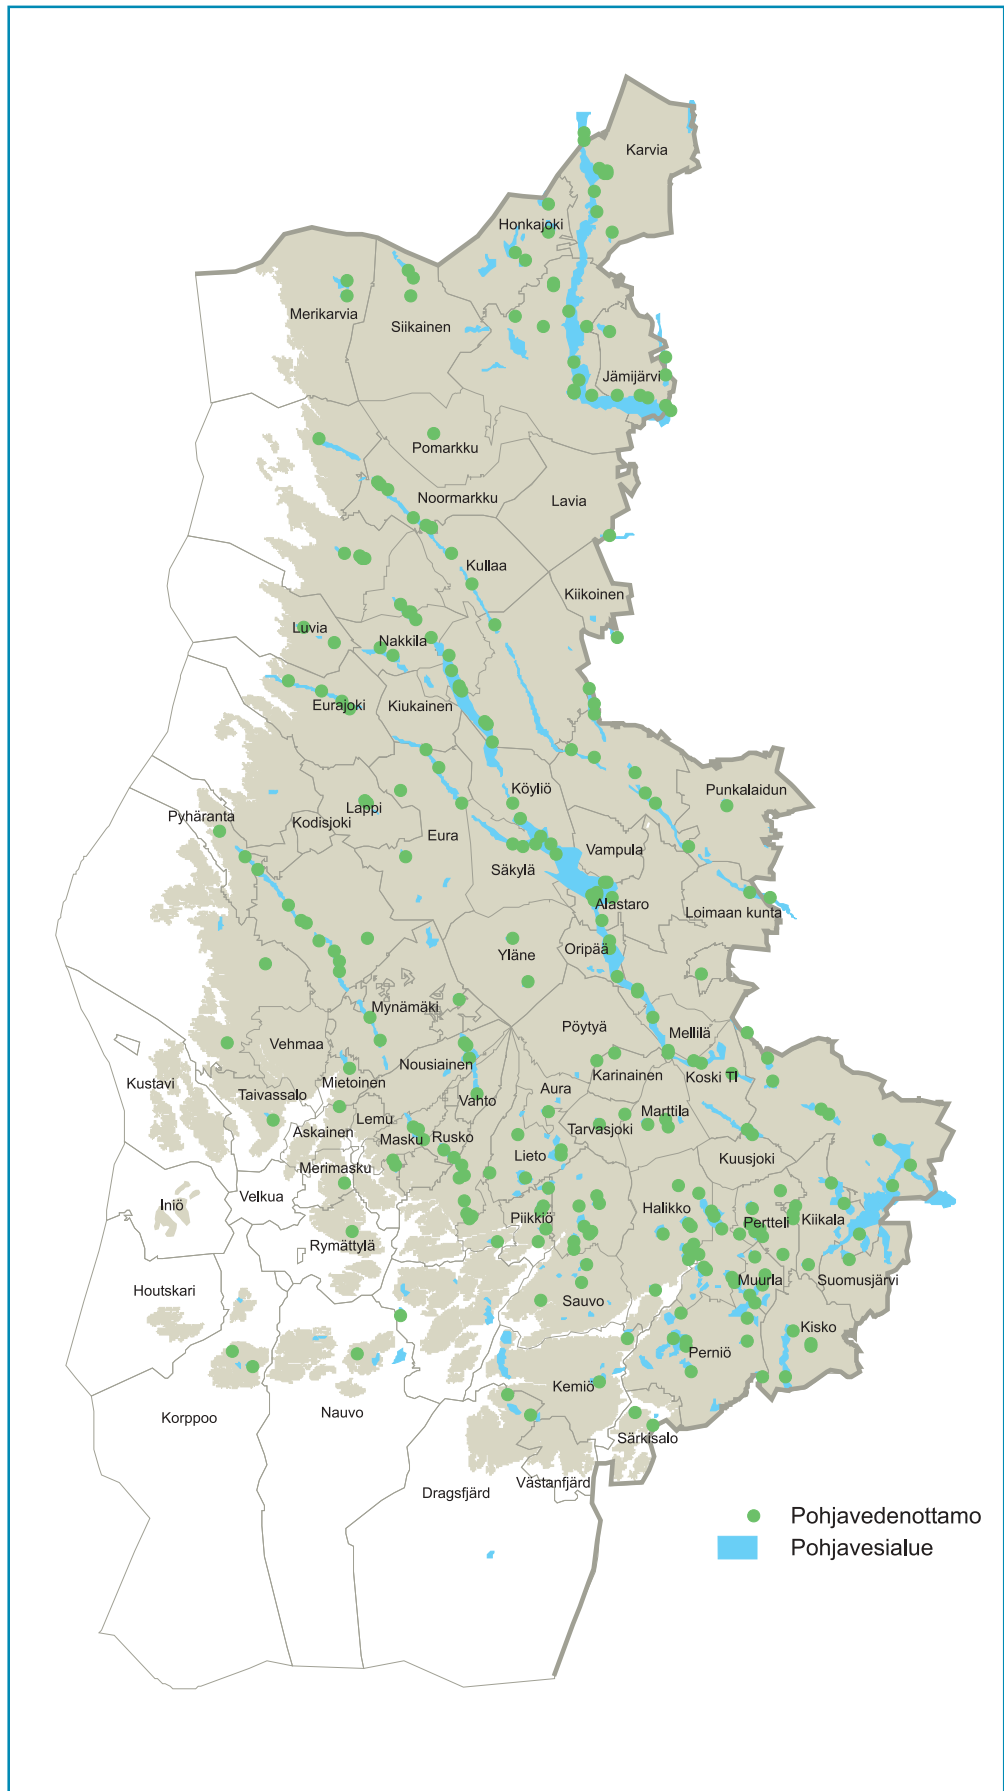 Karvia
Honkajoki
Merikarvia
Siikainen
Jämijärvi
Pomarkku
Noormarkku
Lavia
Kullaa
Kiikoinen
Luvia
Nakkila
Eurajoki
Kiukainen
Köyliö
Punkalaidun
Lappi
Pyhäranta
Kodisjoki
Eura
Vampula
Säkylä
Alastaro
Loimaan kunta
Oripää
Yläne
Mynämäki
Pöytyä
Mellilä
Vehmaa
Nousiainen
Karinainen
Koski Tl
Kustavi
Mietoinen
Taivassalo
Vahto
Aura
Lemu
Marttila
Askainen
Masku
Rusko
Tarvasjoki
Lieto
Kuusjoki
Merimasku
Velkua
Iniö
Halikko
Piikkiö
Pertteli
Kiikala
Rymättylä
Houtskari
Muurla
Suomusjärvi
Sauvo
Kisko
Perniö
Kemiö
Nauvo
Korppoo
Särkisalo
Västanfjärd
Dragsfjärd
Pohjavedenottamo
Pohjavesialue